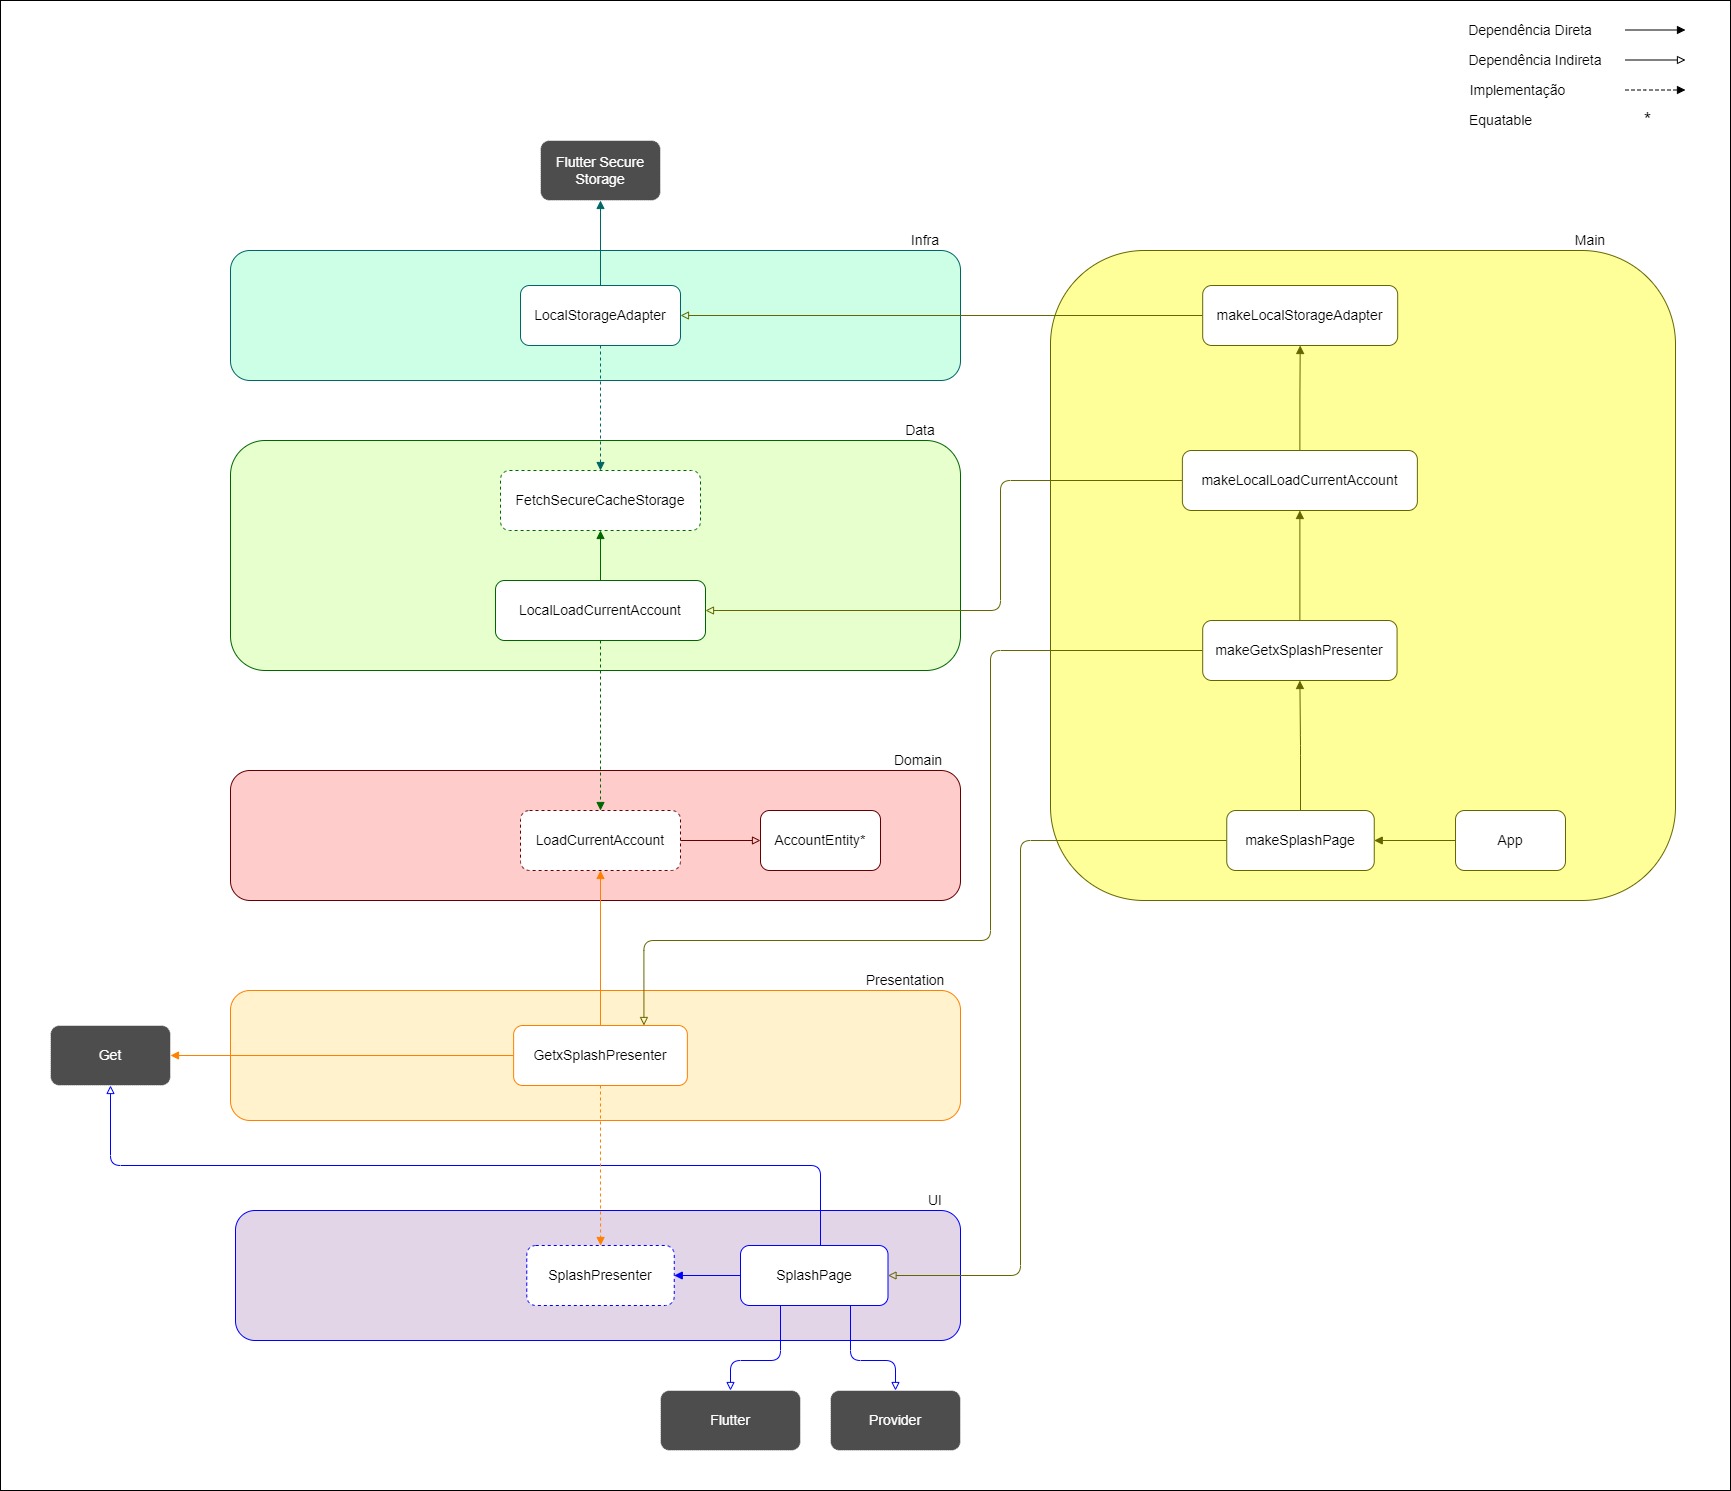 Dependência Direta
Dependência Indireta
Implementação
Equatable *
Flutter Secure
Storage
Infra
Main
LocalStorageAdapter
makeLocalStorageAdapter
Data
FetchSecureCacheStorage
makeLocalLoadCurrentAccount
LocalLoadCurrentAccount
makeGetxSplashPresenter
Domain
LoadCurrentAccount
AccountEntity*
makeSplashPage
App
Presentation
Get
GetxSplashPresenter
UI
SplashPresenter
SplashPage
Flutter
Provider